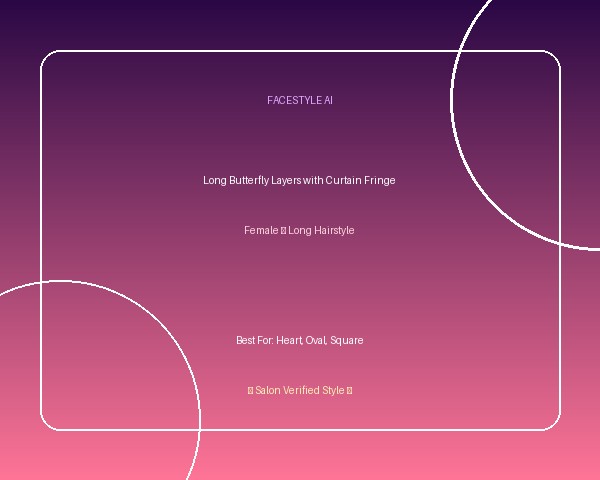 FACESTYLE AI
Long Butterfly Layers with Curtain Fringe
Female ▯ Long Hairstyle
Best For: Heart, Oval, Square
▯ Salon Verified Style ▯